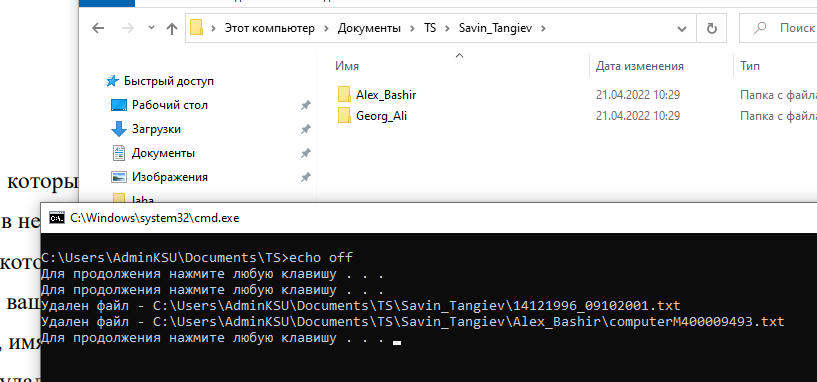 Этот компьютер > Документы > TS > Savin_Tangiev >
Поиск
Имя
Дата изменения
Тип
Быстрый доступ
Рабочий стол
Загрузки
Документы
Изображения
Alex_Bashir
21.04.2022 10:29
Папка с файла
Georg_Ali
21.04.2022 10:29
Папка с файла
которы
в не
кото
ваш
, имя
C:\Windows\system32\cmd.exe
C:\Users\AdminKSU\Documents\TS>echo off
Для продолжения нажмите любую клавишу . . .
Для продолжения нажмите любую клавишу . . .
Удален файл - C:\Users\AdminKSU\Documents\TS\Savin_Tangiev\14121996_09102001.txt
Удален файл - C:\Users\AdminKSU\Documents\TS\Savin_Tangiev\Alex_Bashir\computerM400009493.txt
Для продолжения нажмите любую клавишу . . .